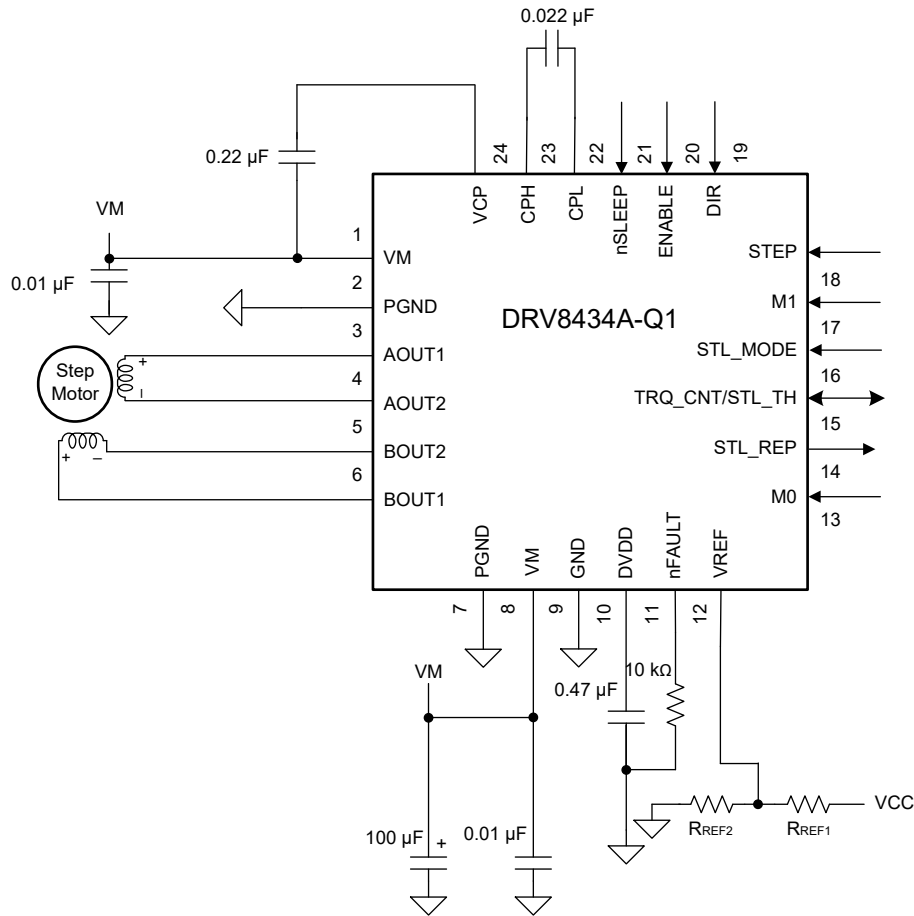 0.022 µF
0.22 µF
24
23
22
21
20
19
VCP
CPH
CPL
nSLEEP
ENABLE
DIR
VM
0.01 µF
1
2
3
4
5
6
VM
PGND
AOUT1
AOUT2
BOUT2
BOUT1
DRV8434A-Q1
STEP
M1
STL_MODE
TRQ_CNT/STL_TH
STL_REP
M0
18
17
16
15
14
13
Step
Motor
+
–
+
–
PGND
VM
GND
DVDD
nFAULT
VREF
7
8
9
10
11
12
VM
0.47 µF
10 kΩ
100 µF
+
0.01 µF
RREF2
RREF1
VCC